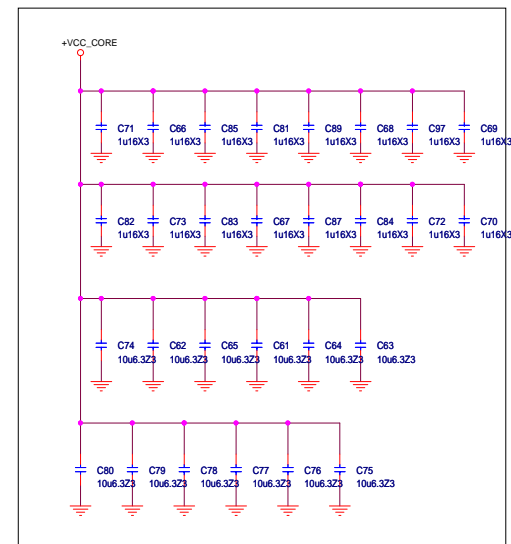 +VCC_CORE
C71 C66 C85 C81 C89 C68 C97 C69
1u16X3 1u16X3 1u16X3 1u16X3 1u16X3 1u16X3 1u16X3 1u16X3
C82 C73 C83 C67 C87 C84 C72 C70
1u16X3 1u16X3 1u16X3 1u16X3 1u16X3 1u16X3 1u16X3 1u16X3
C74 C62 C65 C61 C64 C63
10u6.3Z3 10u6.3Z3 10u6.3Z3 10u6.3Z3 10u6.3Z3 10u6.3Z3
C80 C79 C78 C77 C76 C75
10u6.3Z3 10u6.3Z3 10u6.3Z3 10u6.3Z3 10u6.3Z3 10u6.3Z3